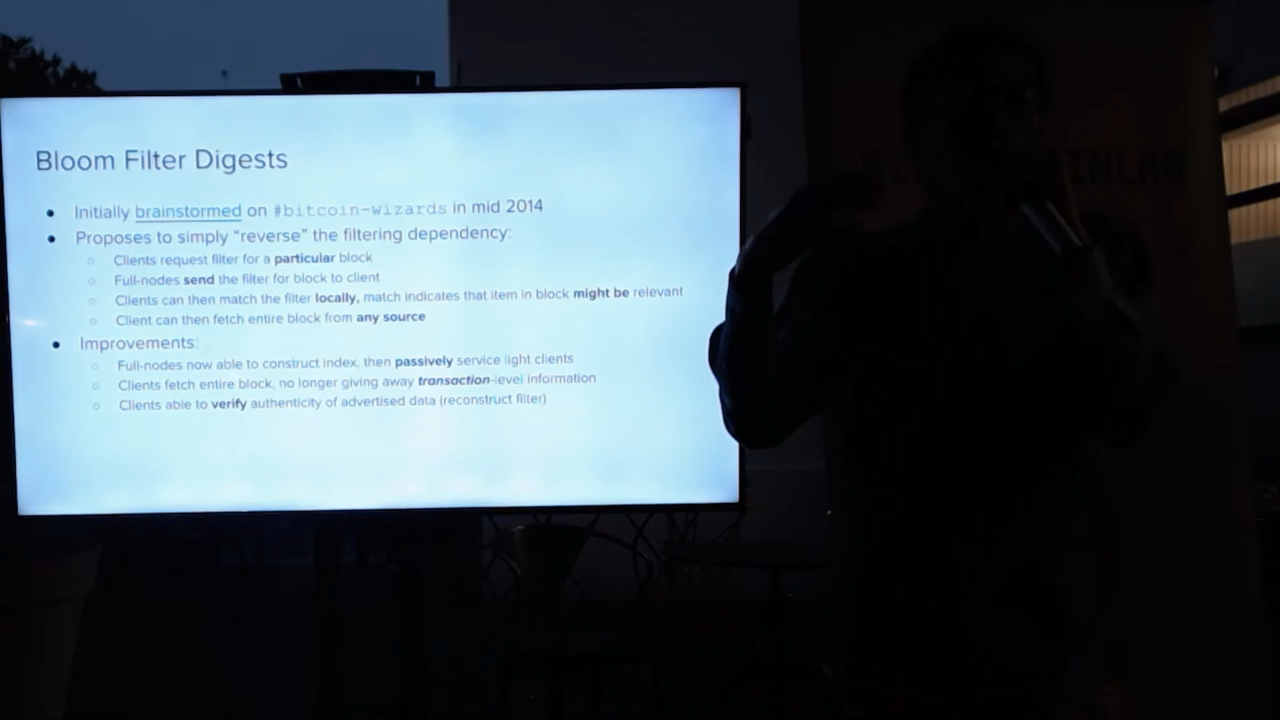 Bloom Filter Digests
● Initially brainstormed on #bitcoin-wizards in mid 2014
● Proposes to simply “reverse” the filtering dependency:
○ Clients request filter for a particular block
○ Full-nodes send the filter for block to client
○ Clients can then match the filter locally, match indicates that item in block might be relevant
○ Client can then fetch entire block from any source
● Improvements:
○ Full-nodes now able to construct index, then passively service light clients
○ Clients fetch entire block, no longer giving away transaction-level information
○ Clients able to verify authenticity of advertised data (reconstruct filter)